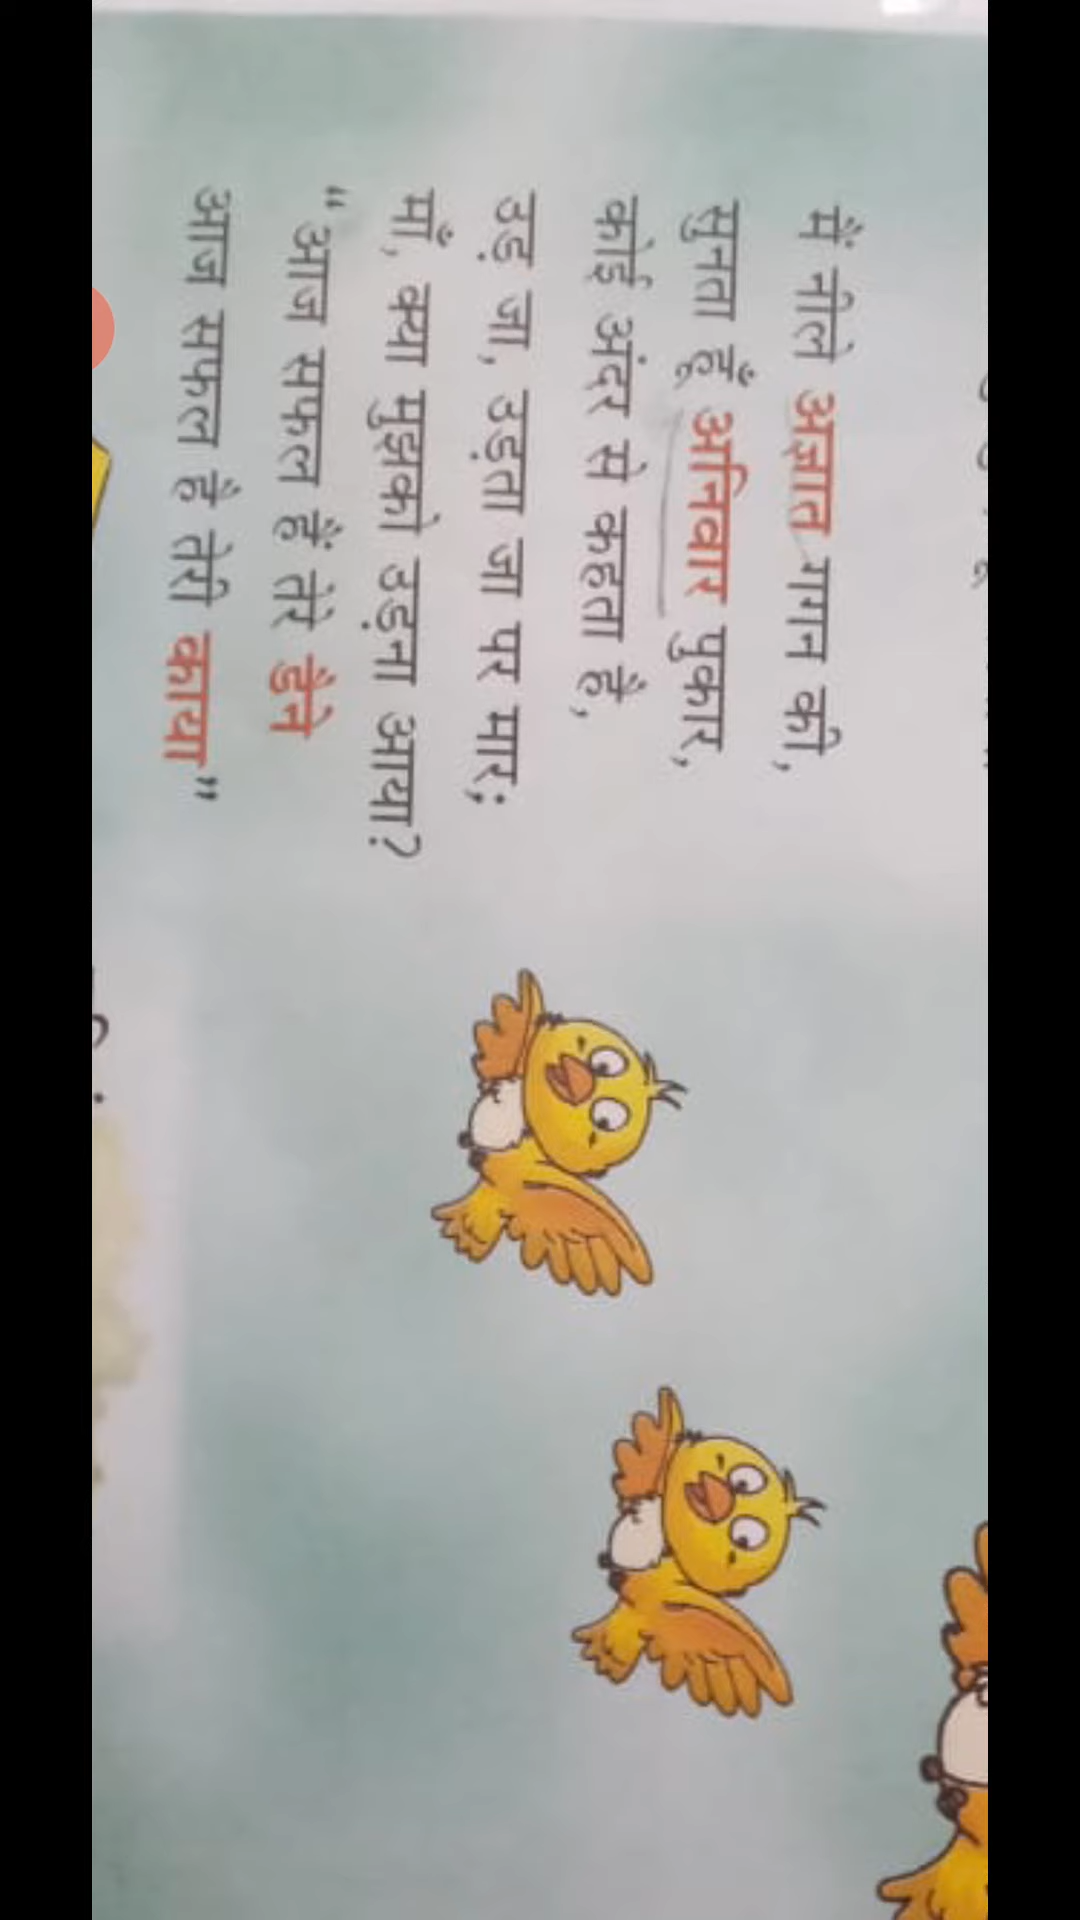 मैं नीले अज्ञात गगन की,
सुनता हूँ अनिवार पुकार,
कोई अंदर से कहता है,
उड़ जा, उड़ता जा पर मार;
माँ, क्या मुझको उड़ना आया?
“आज सफल हैं तेरे डैने
आज सफल है तेरी काया”